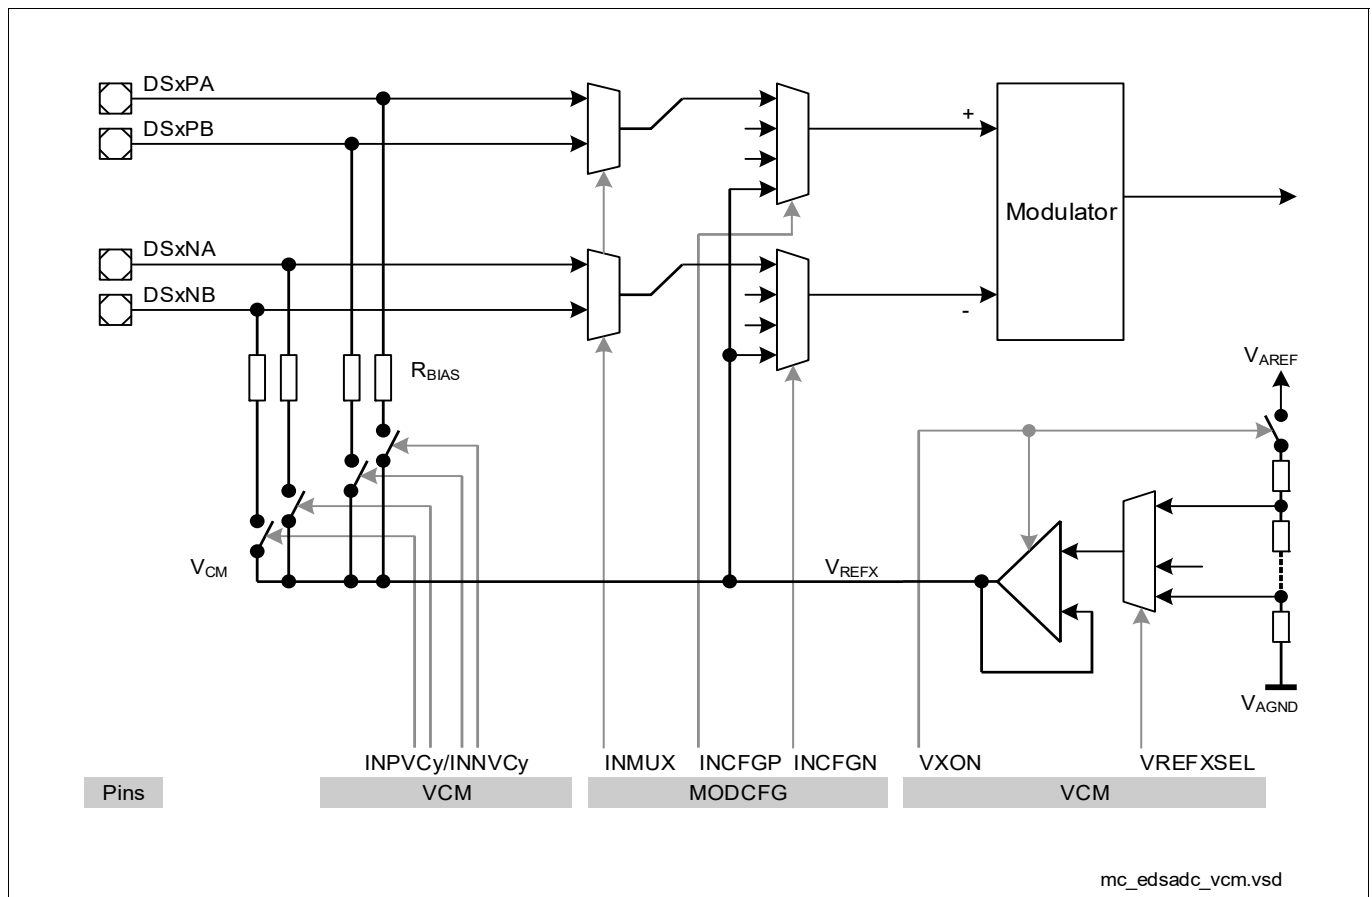 DSxPA
DSxPB
+
Modulator
DSxNA
DSxNB
-
RBIAS
VAREF
VCM
VREFX
VAGND
INPVCy/INNVCy
INMUX
INCFGP
INCFGN
VXON
VREFXSEL
Pins
VCM
MODCFG
VCM
mc_edsadc_vcm.vsd